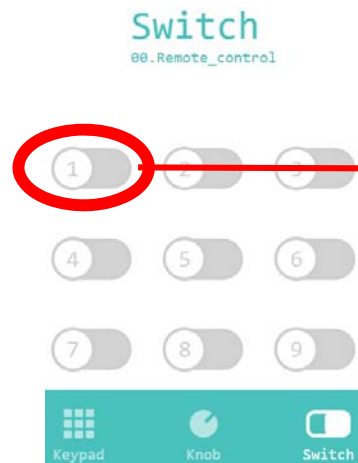 Switch
00.Remote_control
1 2 3
4 5 6
7 8 9
Keypad Knob Switch